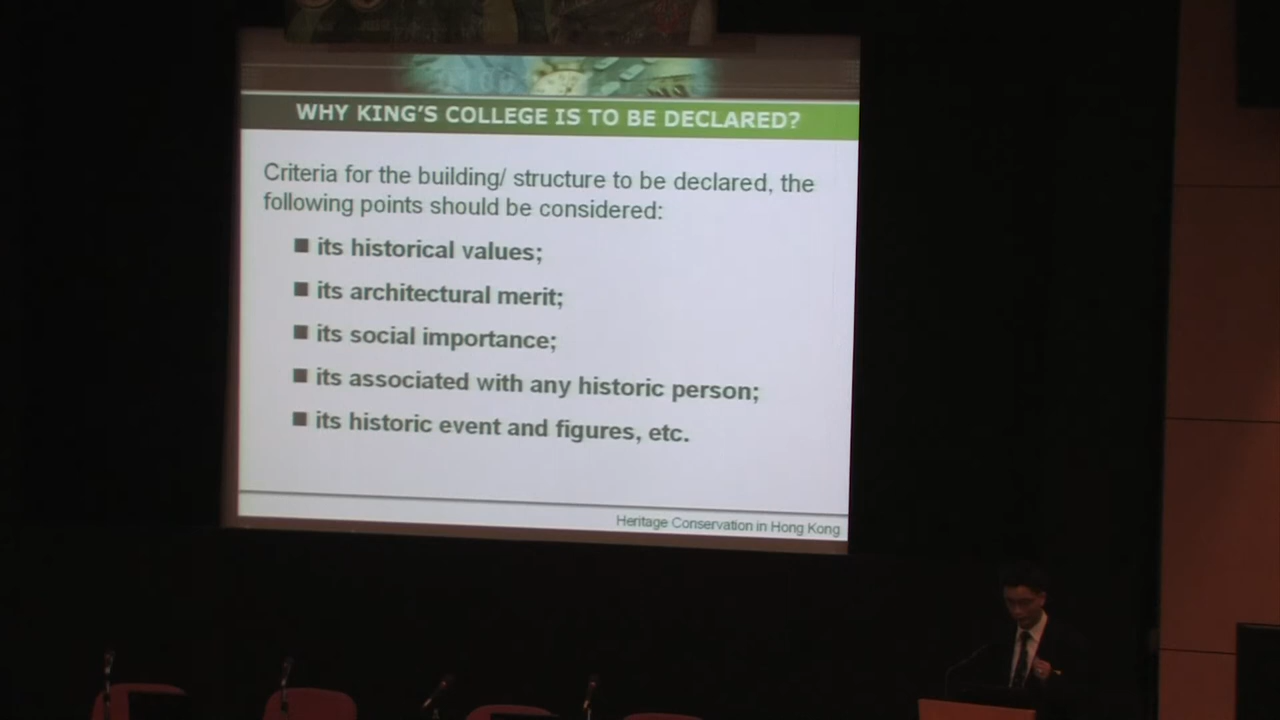 WHY KING'S COLLEGE IS TO BE DECLARED?
Criteria for the building/ structure to be declared, the
following points should be considered:
its historical values;
its architectural merit;
its social importance;
its associated with any historic person;
its historic event and figures, etc.
Heritage Conservation in Hong Kong